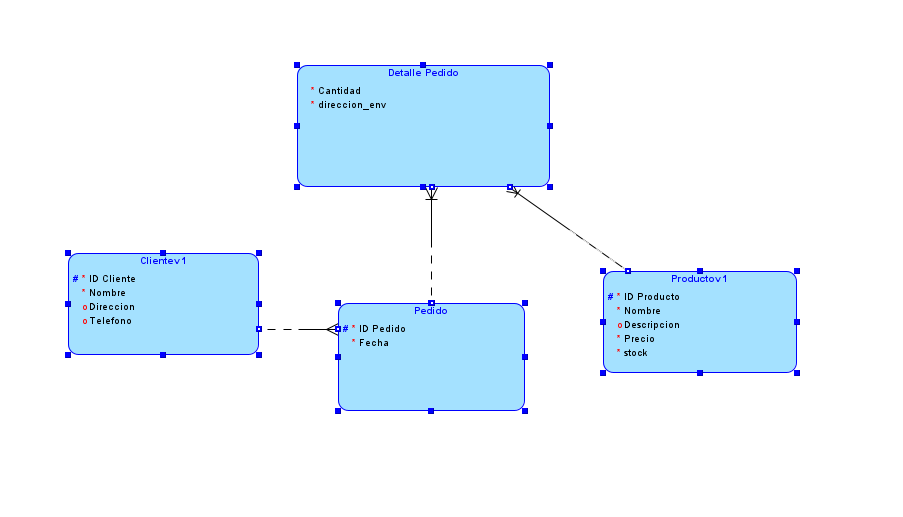 Detalle Pedido
* Cantidad
* direccion_env
Clientev1
# * ID Cliente
* Nombre
o Direccion
o Telefono
Pedido
# * ID Pedido
* Fecha
Productov1
# * ID Producto
* Nombre
o Descripcion
* Precio
* stock